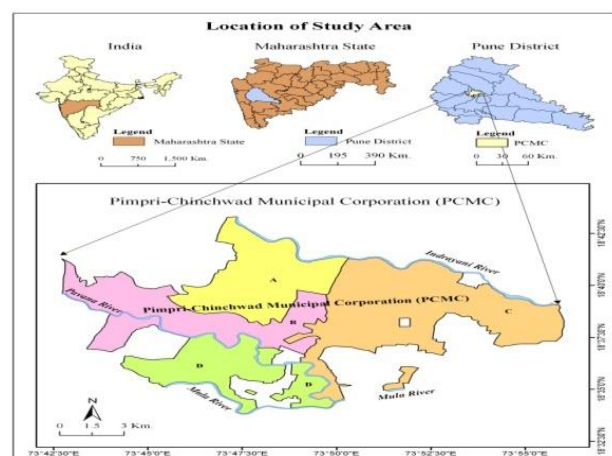 Location of Study Area
India
Maharashtra State
Pune District
Legend
Maharashtra State
0 750 1.500 Km.
Legend
Pune District
0 195 390 Km.
Legend
PCMC
0 30 60 Km.
Pimpri-Chinchwad Municipal Corporation (PCMC)
Indrayani River
Pavana River
A
Pimpri-Chinchwad Municipal Corporation (PCMC)
B
C
D
D
Mula River
Mula River
N
0 1.5 3 Km.
73°42'30"E 73°45'0"E 73°47'30"E 73°50'0"E 73°52'30"E 73°55'0"E